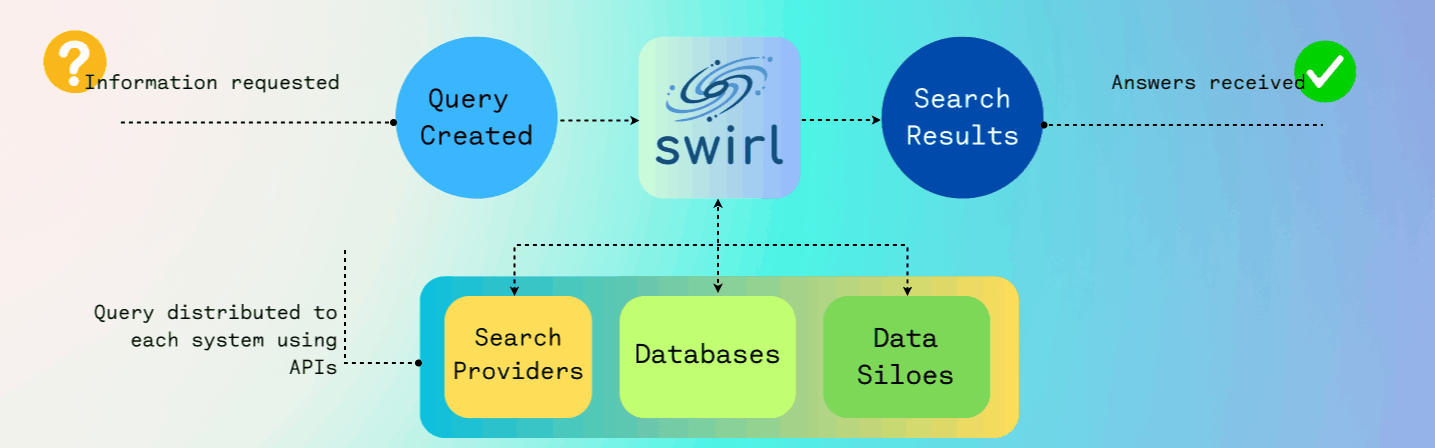 Information requested
Query
Created
swirl
Search
Results
Answers received
Query distributed to
each system using
APIs
Search
Providers
Databases
Data
Siloes